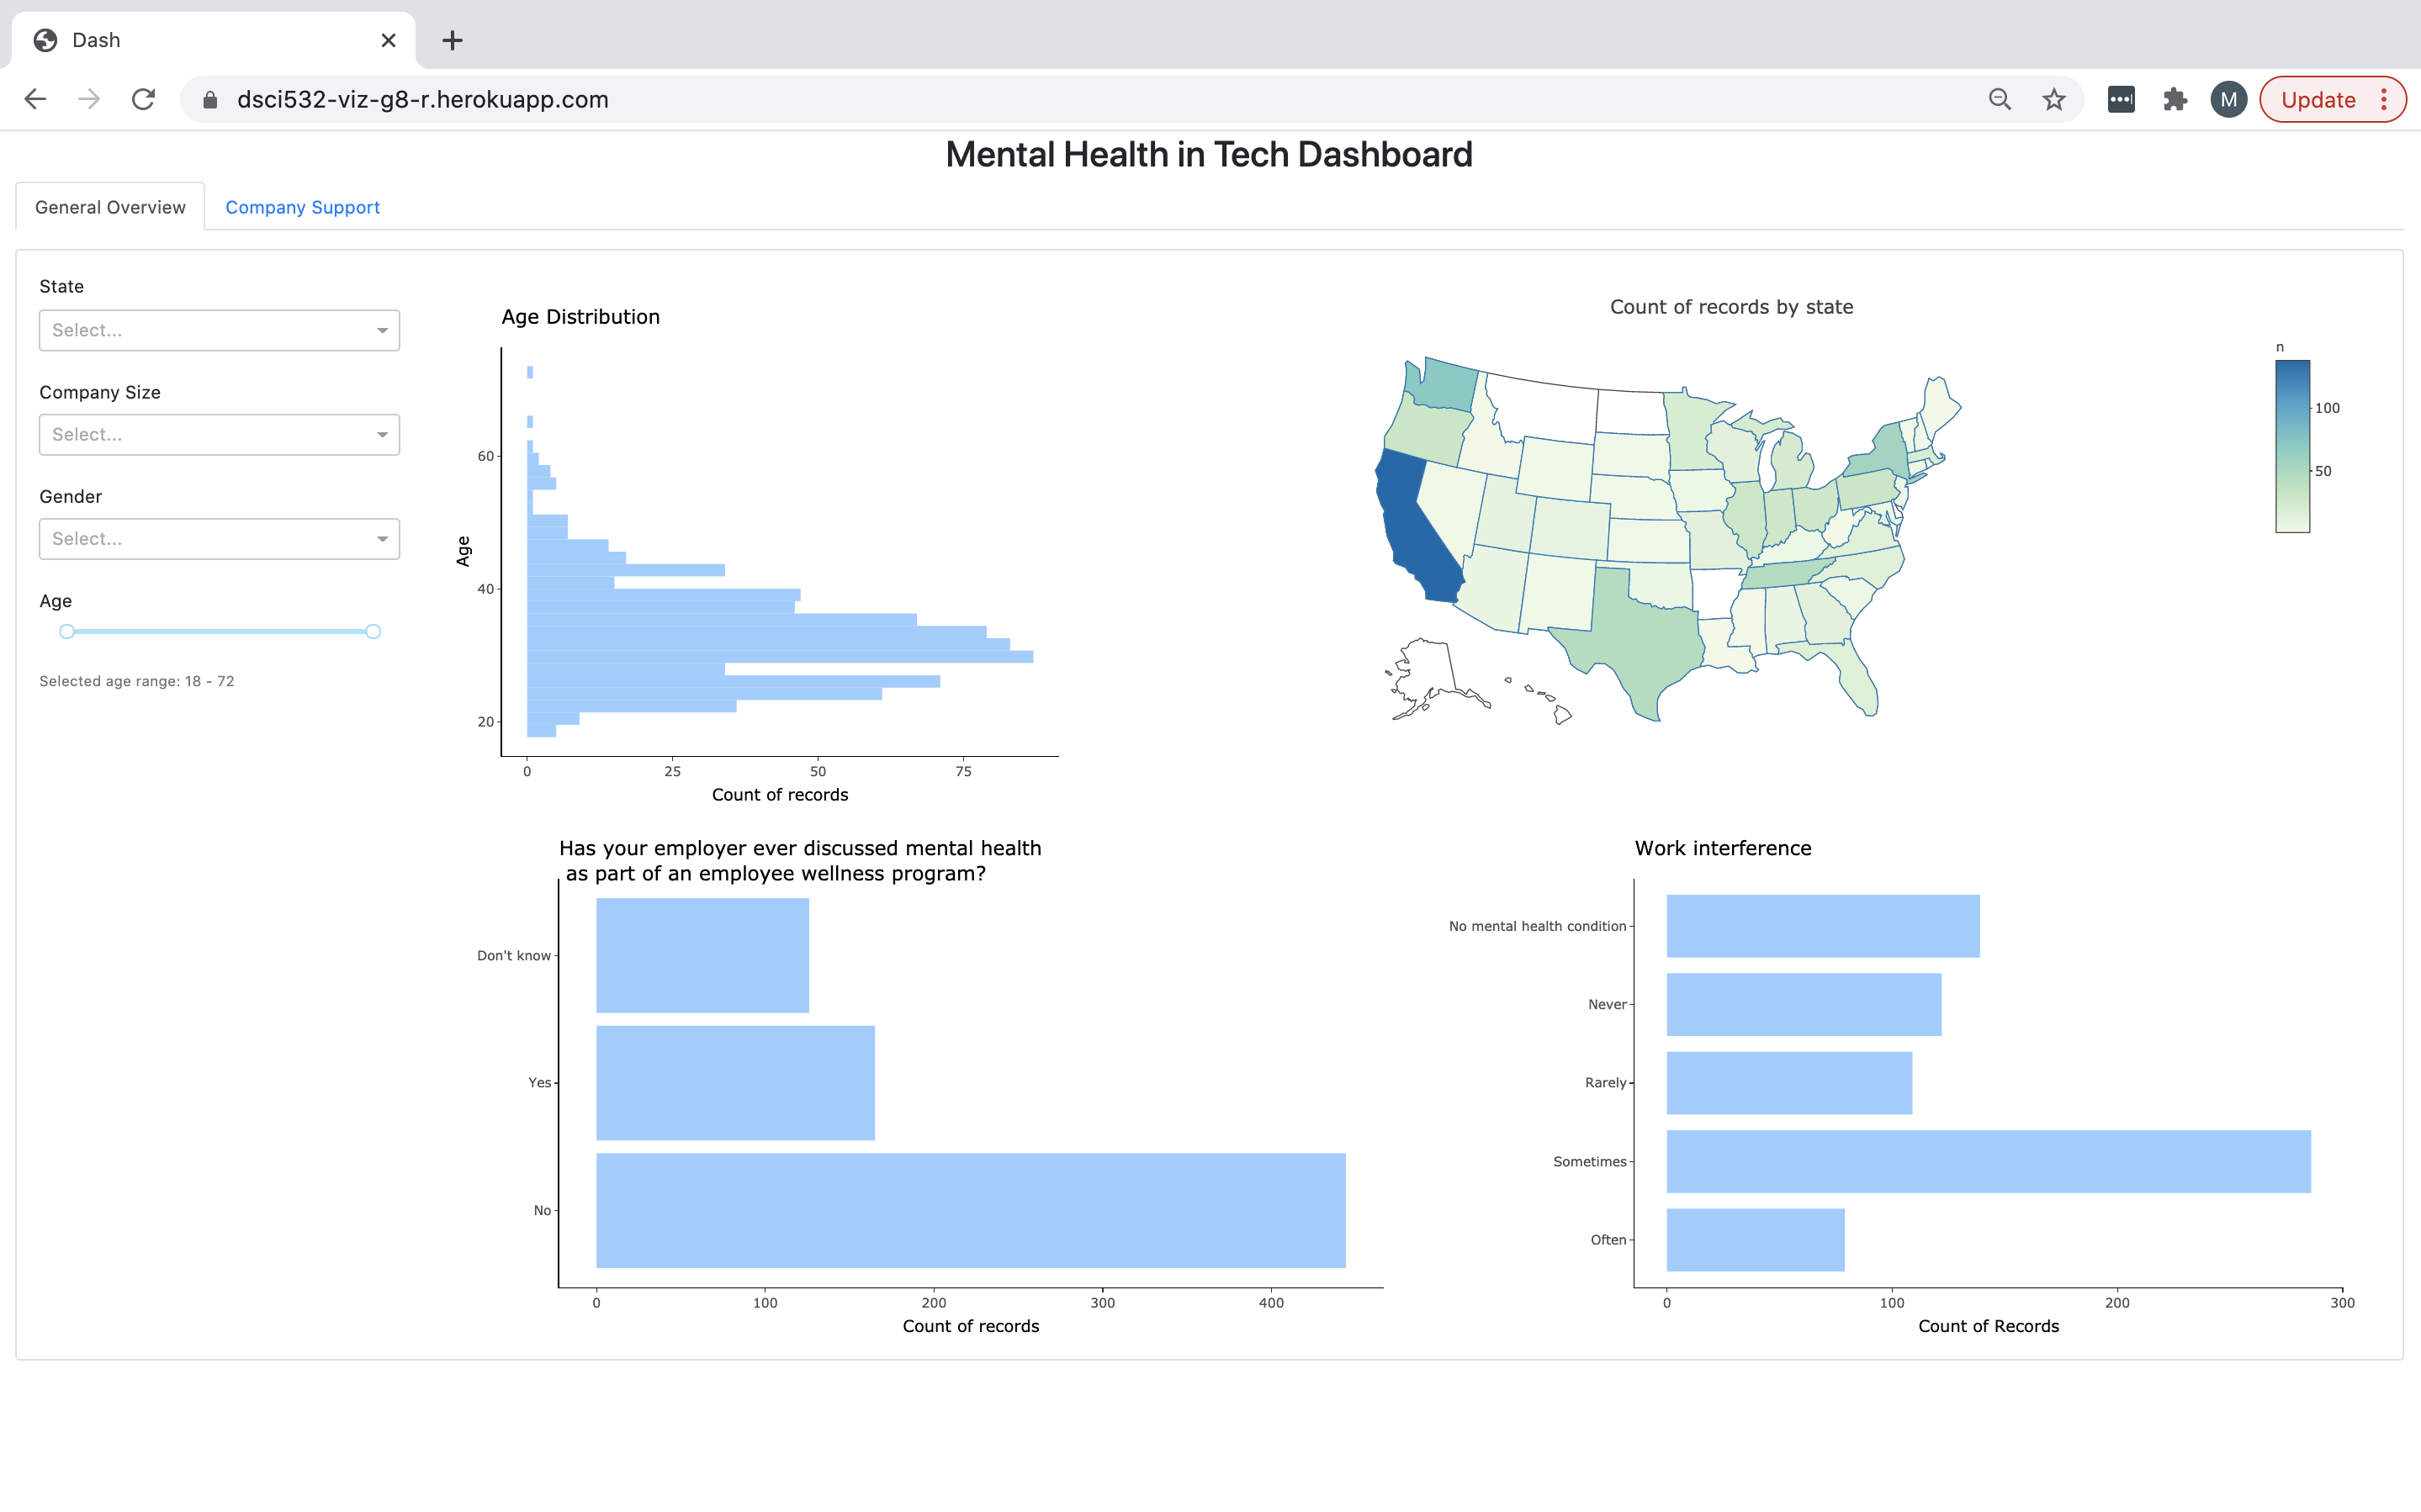 Dash
dsci532-viz-g8-r.herokuapp.com
M
Update
Mental Health in Tech Dashboard
General Overview
Company Support
State
Select...
Company Size
Select...
Gender
Select...
Age
Selected age range: 18 - 72
Age Distribution
60
40
20
Age
0 25 50 75
Count of records
Count of records by state
n
100
50
Has your employer ever discussed mental health
as part of an employee wellness program?
Don't know
Yes
No
0 100 200 300 400
Count of records
Work interference
No mental health condition
Never
Rarely
Sometimes
Often
0 100 200 300
Count of Records